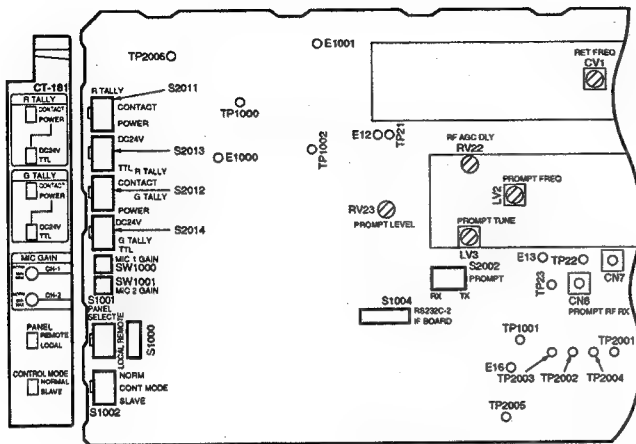 CT-181
R TALLY
CONTACT
POWER
DC24V
TTL
G TALLY
CONTACT
POWER
DC24V
TTL
MIC GAIN
CH-1
CH-2
PANEL
REMOTE
LOCAL
CONTROL MODE
NORMAL
SLAVE
TP2006
E1001
R TALLY
S2011
CONTACT
POWER
TP1000
DC24V
S2013
TTL
R TALLY
E1000
TP1002
CONTACT
S2012
G TALLY
POWER
DC24V
S2014
G TALLY
TTL
MIC 1 GAIN
SW1000
SW1001
MIC 2 GAIN
S1001
PANEL
SELECT
LOCAL REMOTE
S1000
NORM
CONT MODE
SLAVE
S1002
RET FREQ
CV1
E12
TP21
RF AGC DLY
RV22
PROMPT FREQ
LV2
RV23
PROMPT LEVEL
PROMPT TUNE
LV3
S2002
PROMPT
RX TX
E13
TP22
CN7
TP23
CN6
PROMPT RF RX
S1004
RS232C-2
IF BOARD
TP1001
TP2001
E16
TP2003
TP2002
TP2004
TP2005